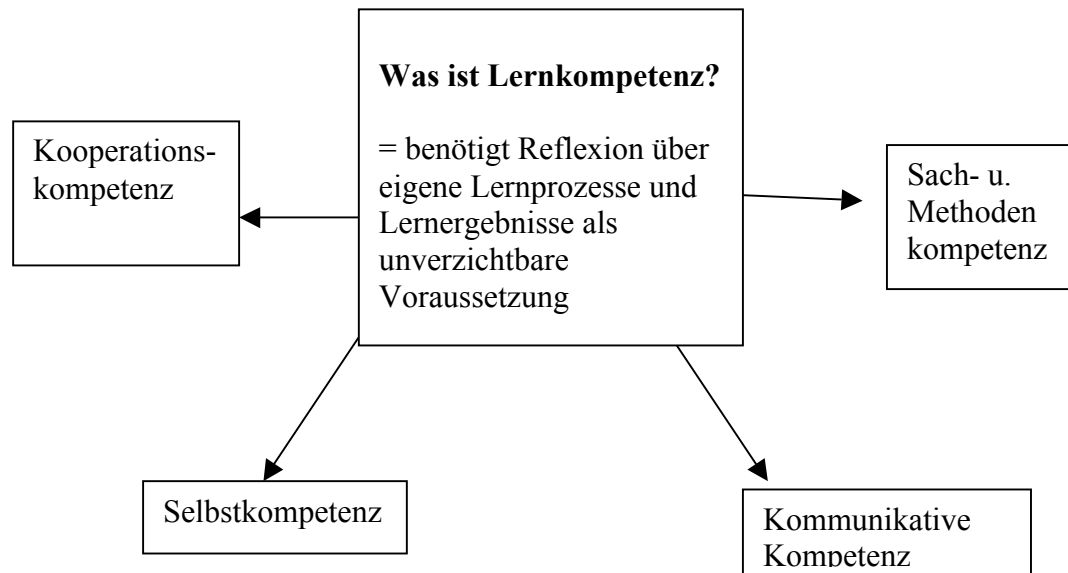 Was ist Lernkompetenz?
= benötigt Reflexion über
eigene Lernprozesse und
Lernergebnisse als
unverzichtbare
Voraussetzung
Kooperations-
kompetenz
Sach- u.
Methoden
kompetenz
Selbstkompetenz
Kommunikative
Kompetenz